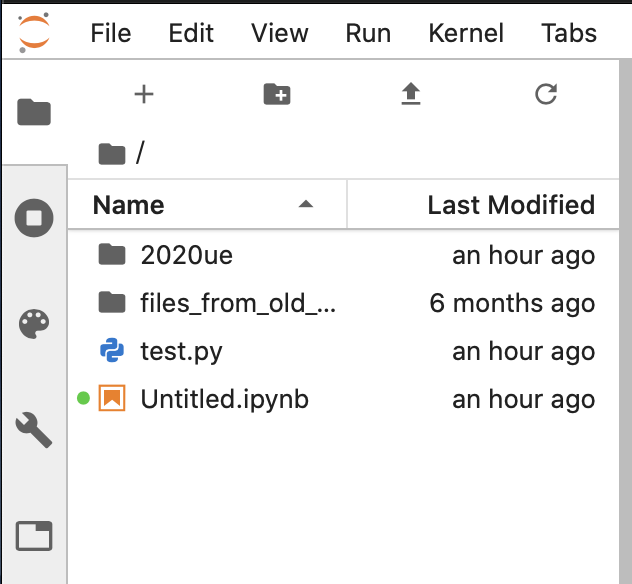 File Edit View Run Kernel Tabs
/
Name Last Modified
2020ue an hour ago
files_from_old_... 6 months ago
test.py an hour ago
Untitled.ipynb an hour ago